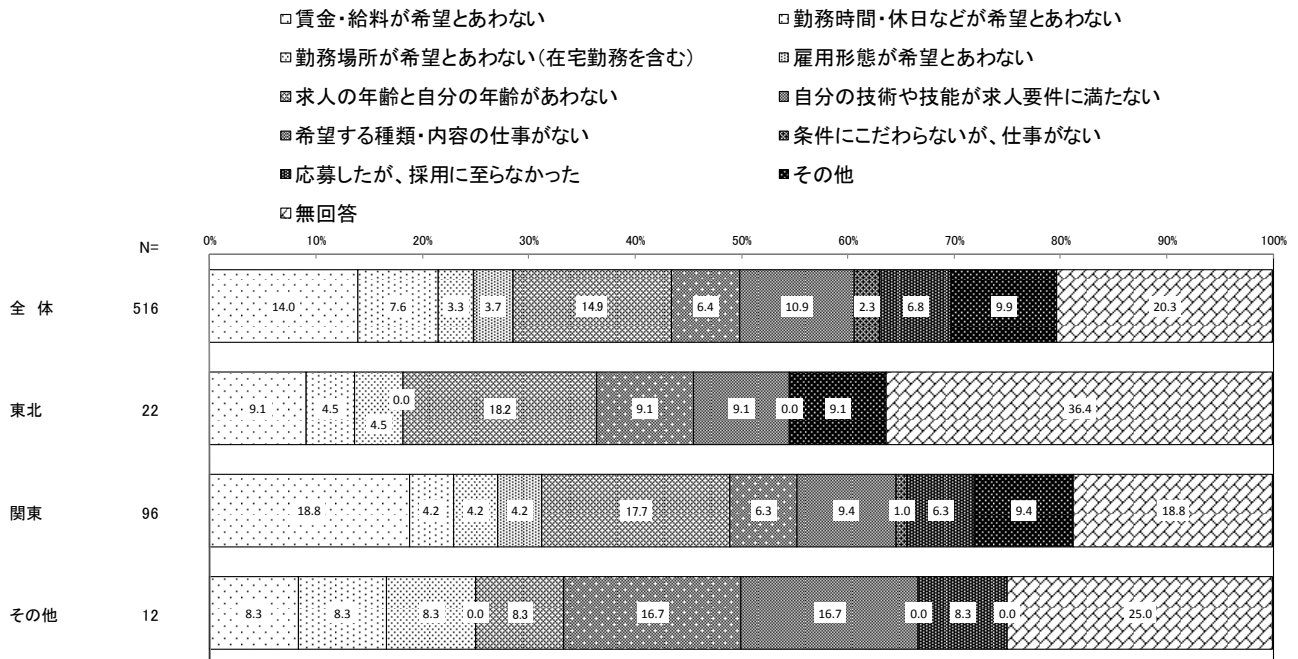 賃金・給料が希望とあわない 勤務時間・休日などが希望とあわない
勤務場所が希望とあわない(在宅勤務を含む) 雇用形態が希望とあわない
求人の年齢と自分の年齢があわない 自分の技術や技能が求人要件に満たない
希望する種類・内容の仕事がない 条件にこだわらないが、仕事がない
応募したが、採用に至らなかった その他
無回答
N= 0% 10% 20% 30% 40% 50% 60% 70% 80% 90% 100%
全 体 516 14.0 7.6 3.3 3.7 14.9 6.4 10.9 2.3 6.8 9.9 20.3
東北 22 9.1 4.5 4.5 0.0 18.2 9.1 9.1 0.0 9.1 36.4
関東 96 18.8 4.2 4.2 4.2 17.7 6.3 9.4 1.0 6.3 9.4 18.8
その他 12 8.3 8.3 8.3 0.0 8.3 16.7 16.7 0.0 8.3 0.0 25.0